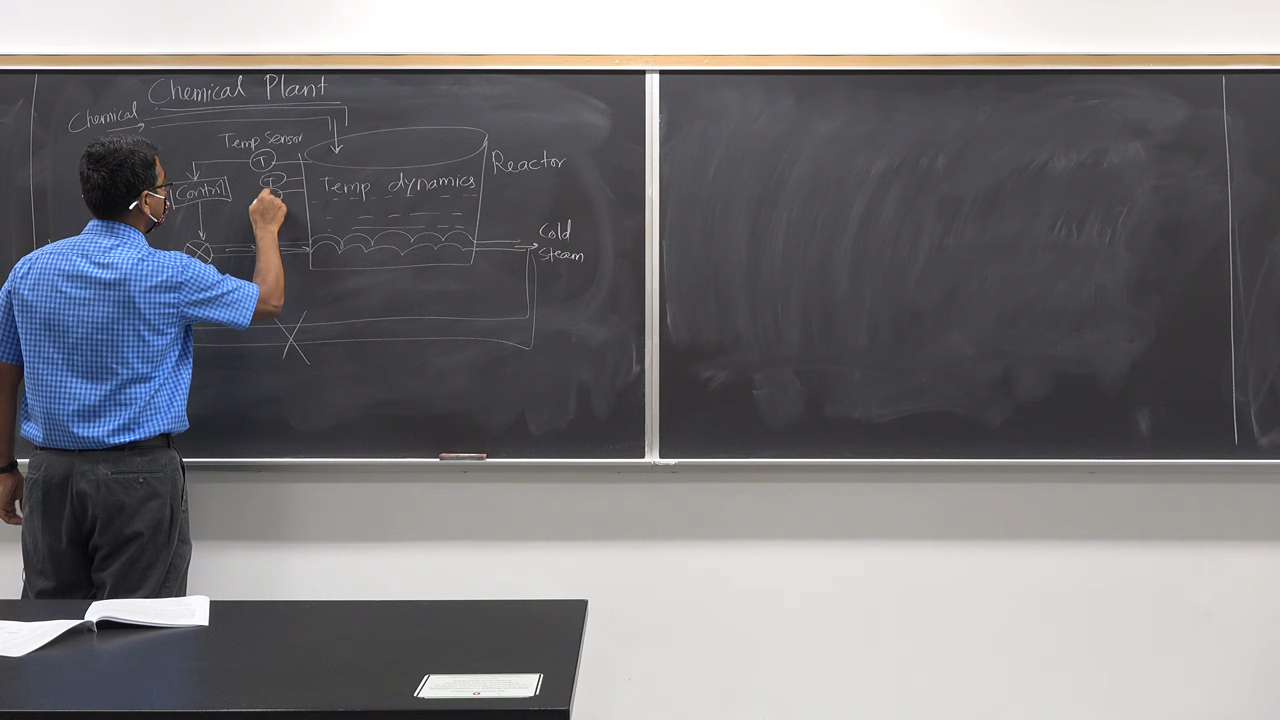 Chemical Plant
Chemical
Temp Sensor
T
Reactor
Control
T
Temp dynamics
Cold
Steam